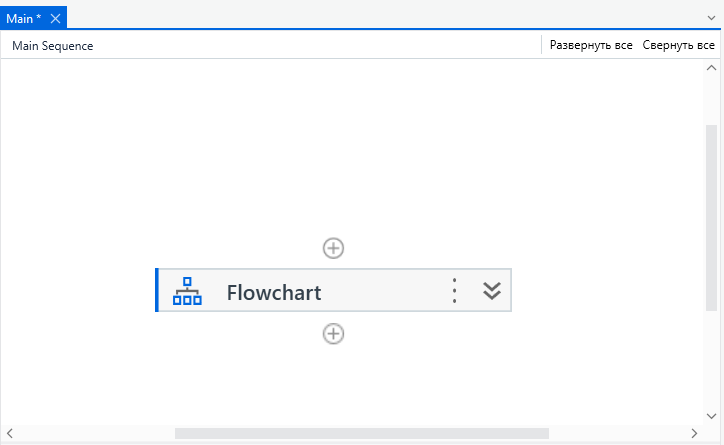 Main *
Main Sequence
Развернуть все
Свернуть все
Flowchart